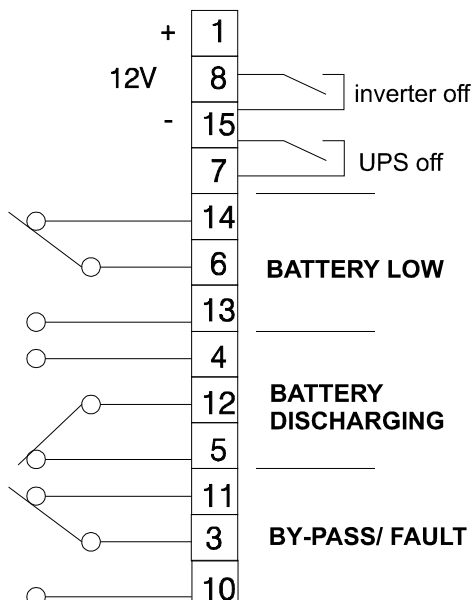 + 1
12V 8 inverter off
- 15
7 UPS off
14
6 BATTERY LOW
13
4
12 BATTERY
5 DISCHARGING
11
3 BY-PASS/ FAULT
10